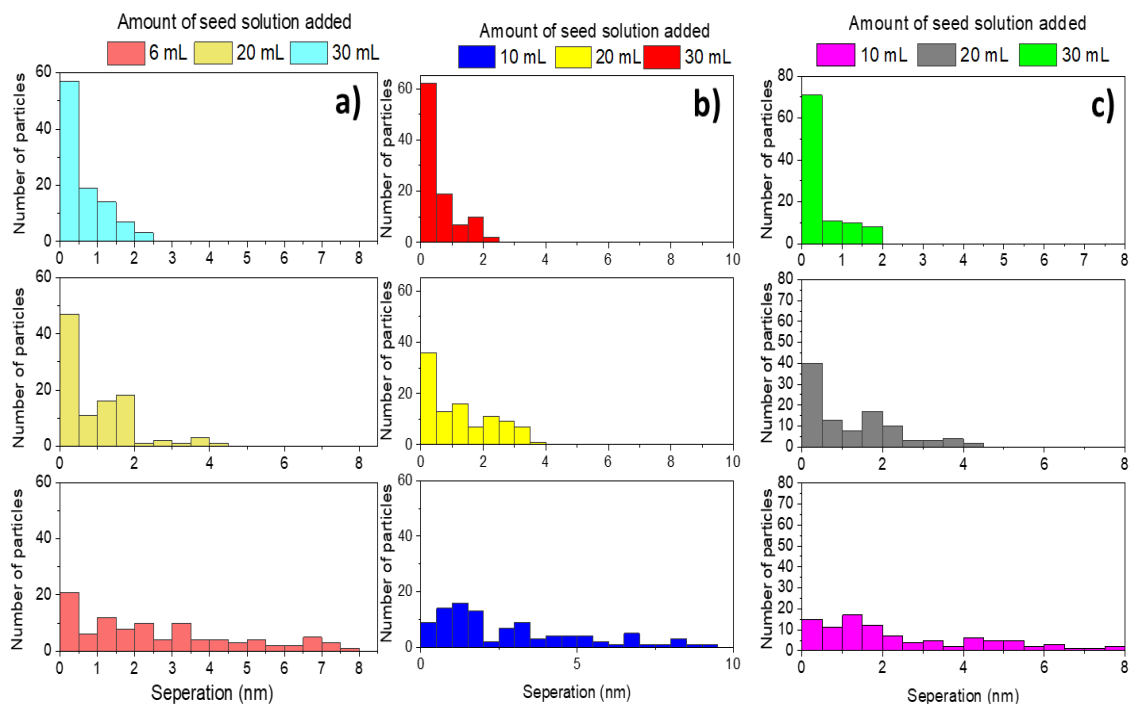 Amount of seed solution added
6 mL 20 mL 30 mL
a)
Number of particles
60
40
20
0
0 1 2 3 4 5 6 7 8
Number of particles
60
40
20
0
0 1 2 3 4 5 6 7 8
Number of particles
60
40
20
0
0 1 2 3 4 5 6 7 8
Seperation (nm)
Amount of seed solution added
10 mL 20 mL 30 mL
b)
Number of particles
60
40
20
0
0 2 4 6 8 10
Number of particles
60
40
20
0
0 2 4 6 8 10
Number of particles
60
40
20
0
0 5 10
Seperation (nm)
Amount of seed solution added
10 mL 20 mL 30 mL
c)
Number of particles
80
60
40
20
0
0 1 2 3 4 5 6 7 8
Number of particles
80
70
60
50
40
30
20
10
0
0 2 4 6 8
Number of particles
80
70
60
50
40
30
20
10
0
0 2 4 6 8
Seperation (nm)